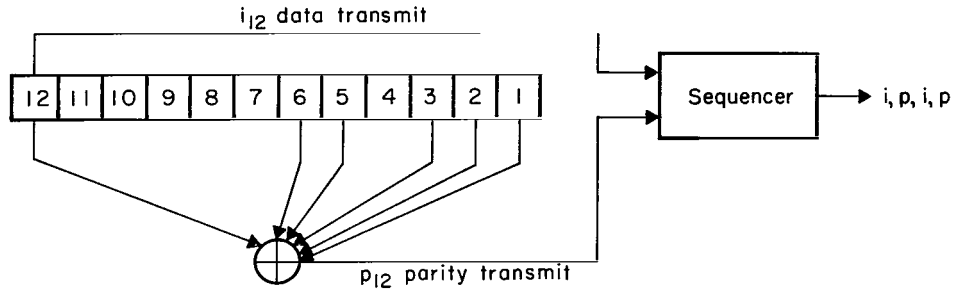 i12 data transmit
12 11 10 9 8 7 6 5 4 3 2 1
Sequencer
i, p, i, p
p12 parity transmit